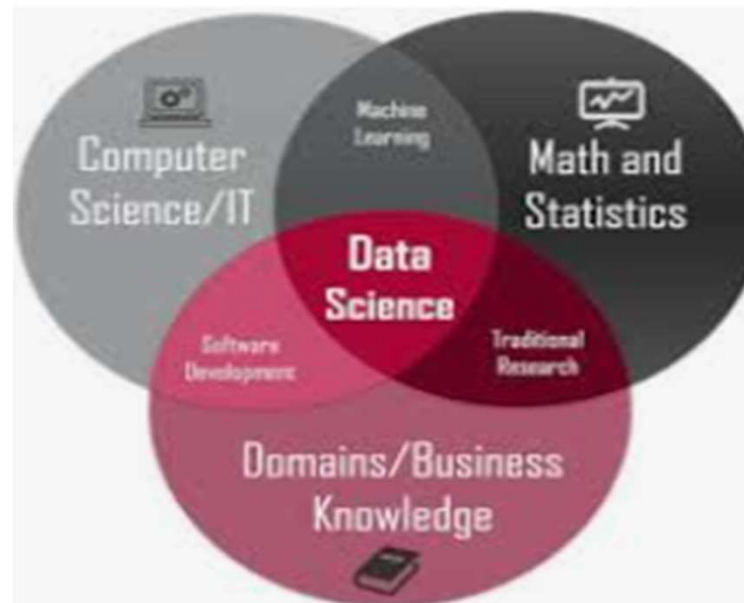 Machine
Learning
Computer
Science/IT
Math and
Statistics
Data
Science
Software
Development
Traditional
Research
Domains/Business
Knowledge